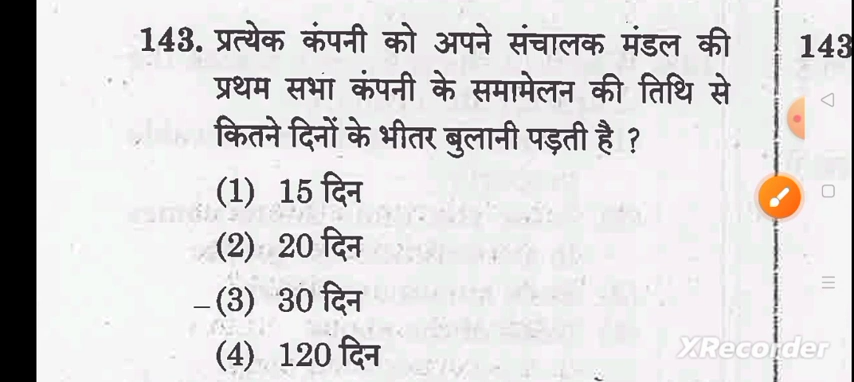 143. प्रत्येक कंपनी को अपने संचालक मंडल की
प्रथम सभा कंपनी के समामेलन की तिथि से
कितने दिनों के भीतर बुलानी पड़ती है ?
(1) 15 दिन
(2) 20 दिन
(3) 30 दिन
(4) 120 दिन
143
XRecorder